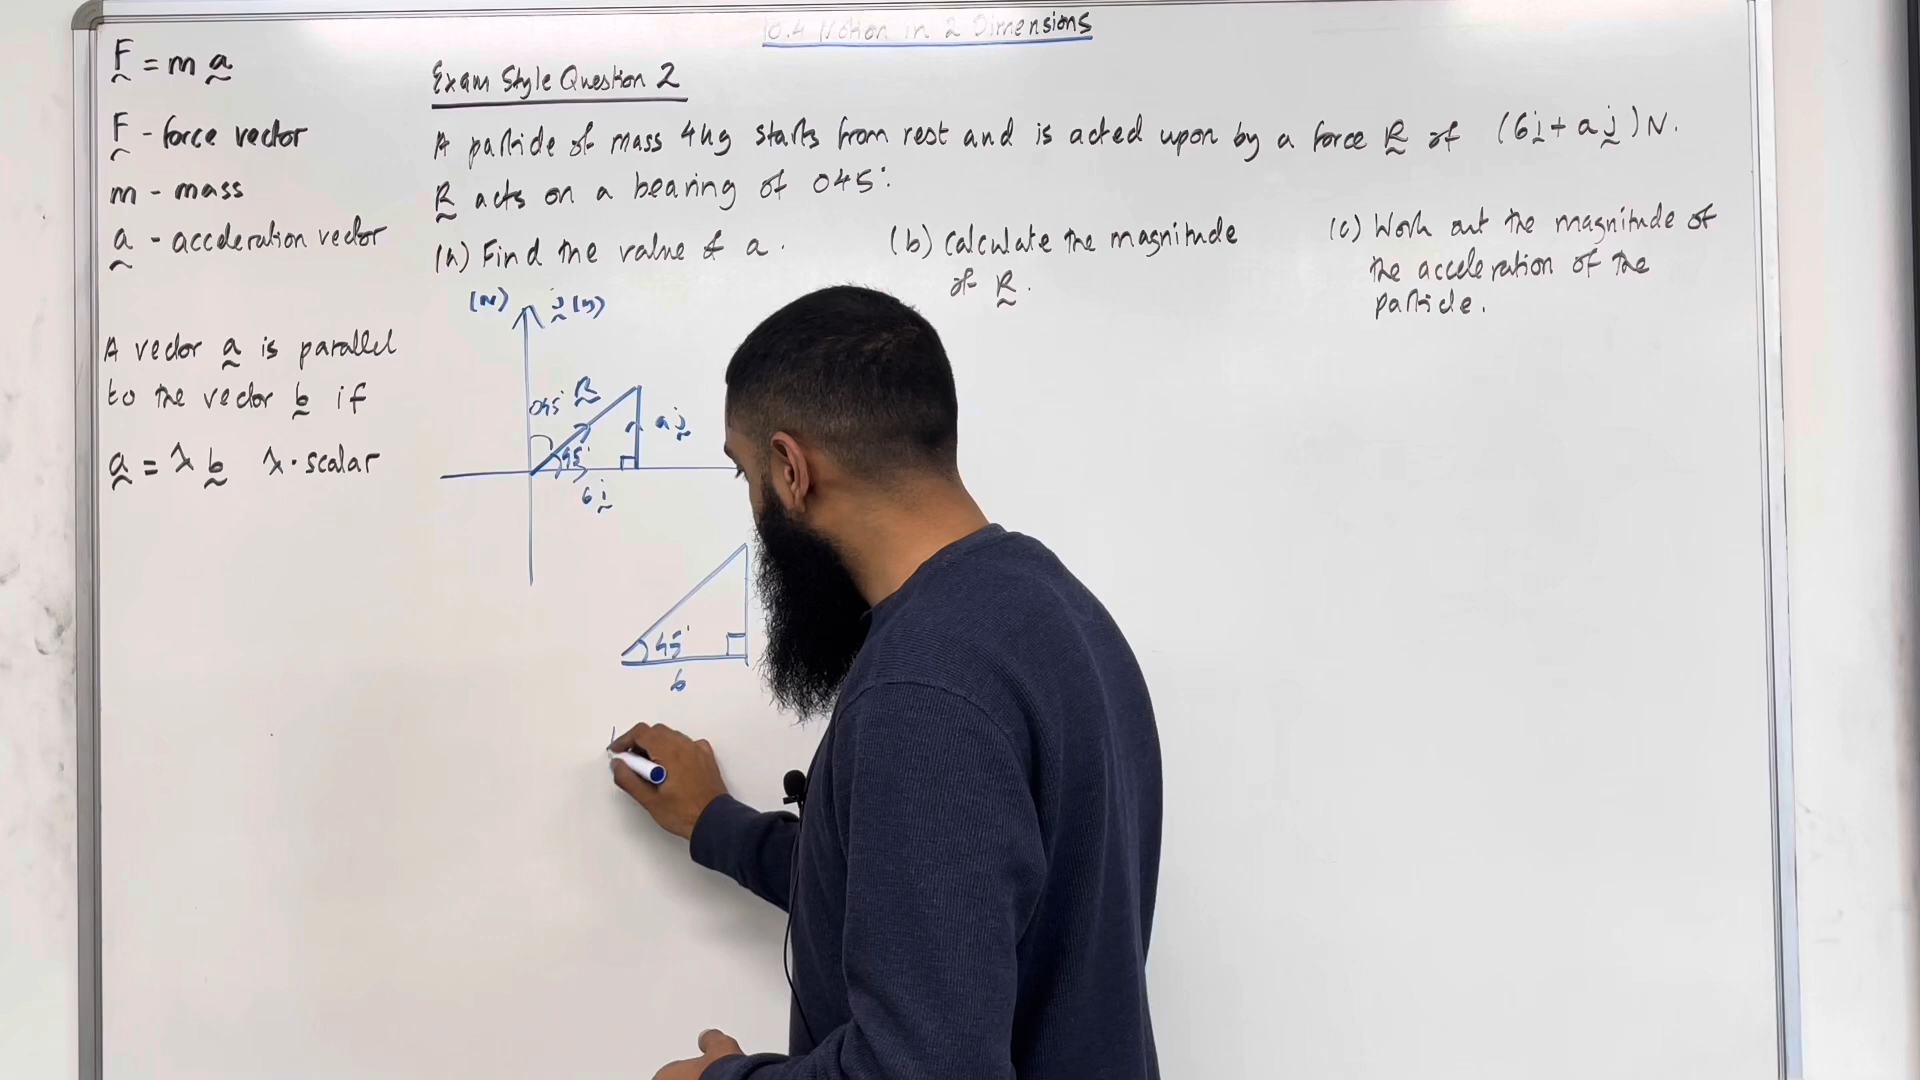 10.4 Motion in 2 Dimensions
F = m a
F - force vector
m - mass
a - acceleration vector
A vector a is parallel
to the vector b if
a = λ b λ · scalar
Exam Style Question 2
A particle of mass 4kg starts from rest and is acted upon by a force R of (6i + aj) N.
R acts on a bearing of 045°.
(a) Find the value of a.
(b) Calculate the magnitude
of R.
(c) Work out the magnitude of
the acceleration of the
particle.
(N) j (y)
045° R
aj
45°
6i
45°
6